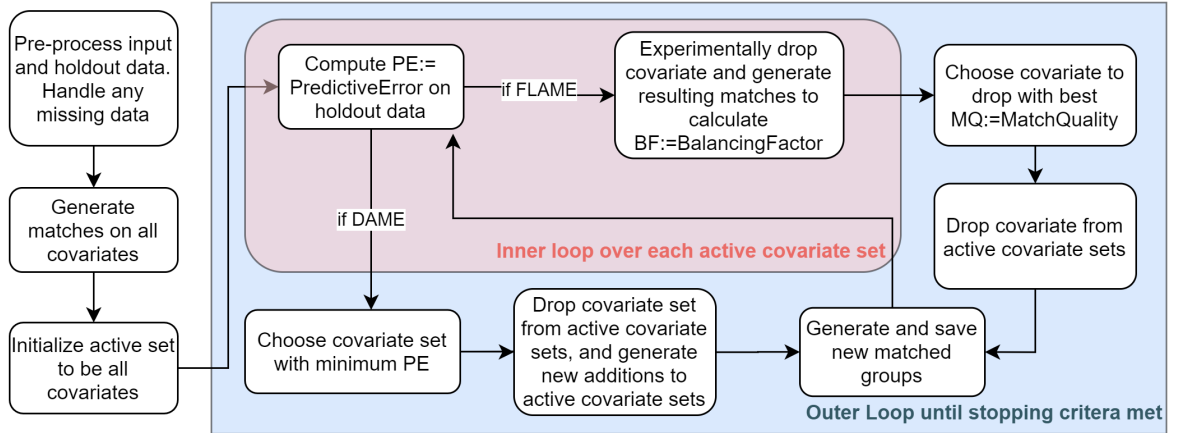 Pre-process input
and holdout data.
Handle any
missing data
Generate
matches on all
covariates
Initialize active set
to be all
covariates
Compute PE:=
PredictiveError on
holdout data
if FLAME
Experimentally drop
covariate and generate
resulting matches to
calculate
BF:=BalancingFactor
Choose covariate to
drop with best
MQ:=MatchQuality
Drop covariate from
active covariate sets
if DAME
Inner loop over each active covariate set
Choose covariate set
with minimum PE
Drop covariate set
from active covariate
sets, and generate
new additions to
active covariate sets
Generate and save
new matched
groups
Outer Loop until stopping critera met